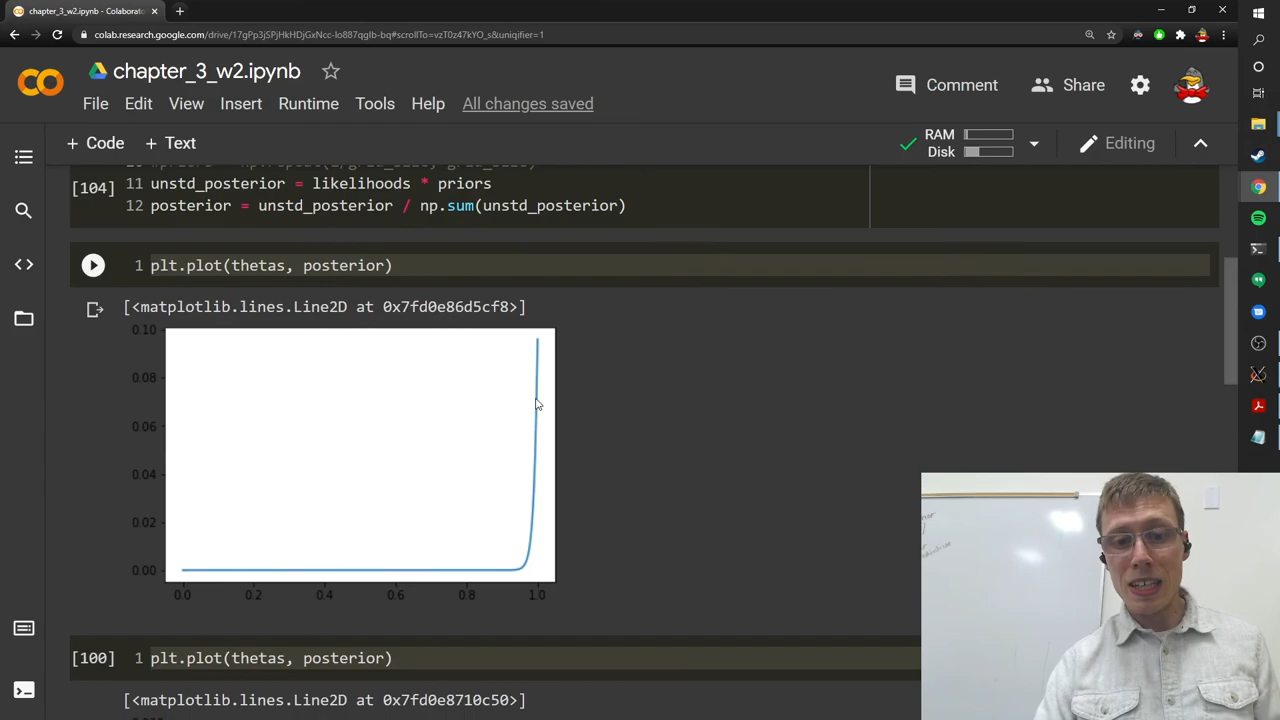 chapter_3_w2.ipynb - Colaborato
colab.research.google.com/drive/17gPp3jSPjHkHDjGxNcc-lo887qgIb-bq#scrollTo=vzT0z47kYO_s&uniqifier=1
chapter_3_w2.ipynb
File Edit View Insert Runtime Tools Help All changes saved
Comment Share
+ Code + Text
RAM
Disk
Editing
[104]
11 unstd_posterior = likelihoods * priors
12 posterior = unstd_posterior / np.sum(unstd_posterior)
1 plt.plot(thetas, posterior)
[<matplotlib.lines.Line2D at 0x7fd0e86d5cf8>]
0.10
0.08
0.06
0.04
0.02
0.00
0.0 0.2 0.4 0.6 0.8 1.0
[100] 1 plt.plot(thetas, posterior)
[<matplotlib.lines.Line2D at 0x7fd0e8710c50>]